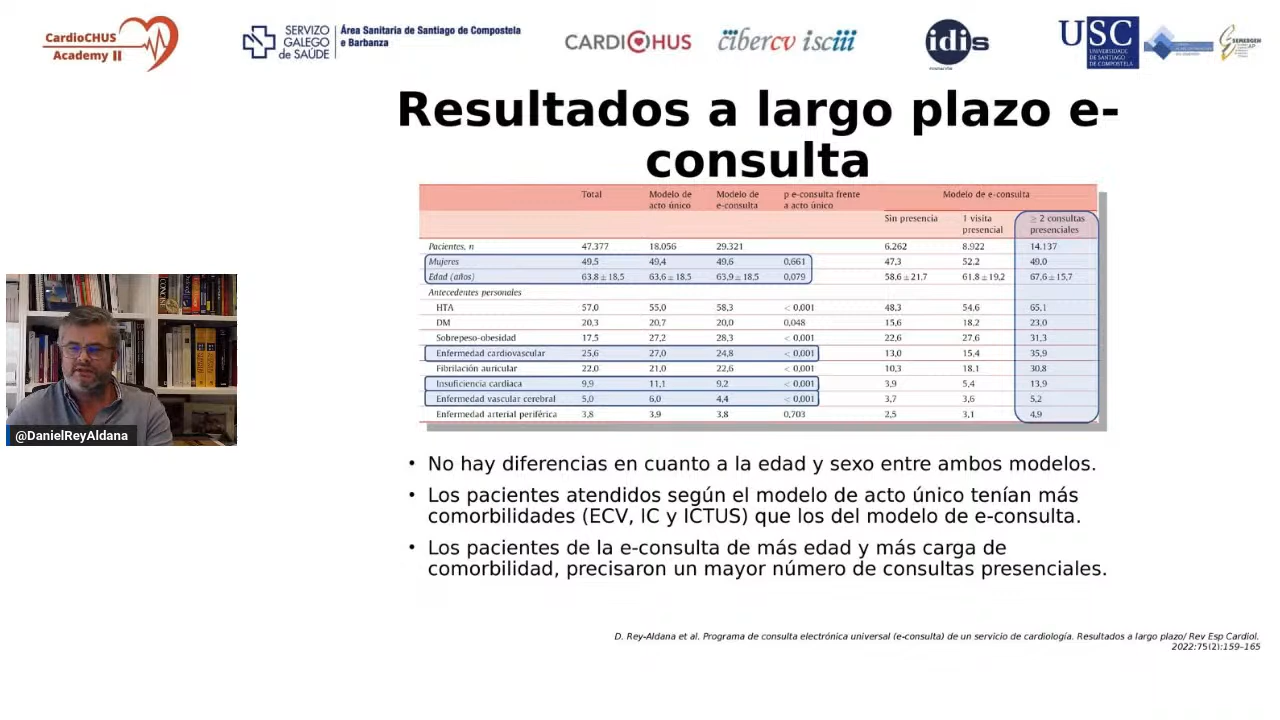 CardioCHUS
Academy II
SERVIZO
GALEGO
de SAÚDE
Área Sanitaria de Santiago de Compostela
e Barbanza
CARDIOHUS
cibercv isciii
idis
USC
UNIVERSIDADE
DE SANTIAGO
DE COMPOSTELA
SEMERGEN
AP
Resultados a largo plazo e-
consulta
Total Modelo de acto único Modelo de e-consulta p e-consulta frente a acto único Modelo de e-consulta
Sin presencia 1 visita presencial ≥ 2 consultas presenciales
Pacientes, n 47.377 18.056 29.321 6.262 8.922 14.137
Mujeres 49,5 49,4 49,6 0,661 47,3 52,2 49,0
Edad (años) 63,8 ± 18,5 63,6 ± 18,5 63,9 ± 18,5 0,079 58,6 ± 21,7 61,8 ± 19,2 67,6 ± 15,7
Antecedentes personales
HTA 57,0 55,0 58,3 < 0,001 48,3 54,6 65,1
DM 20,3 20,7 20,0 0,048 15,6 18,2 23,0
Sobrepeso-obesidad 17,5 27,2 28,3 < 0,001 22,6 27,6 31,3
Enfermedad cardiovascular 25,6 27,0 24,8 < 0,001 13,0 15,4 35,9
Fibrilación auricular 22,0 21,0 22,6 < 0,001 10,3 18,1 30,8
Insuficiencia cardiaca 9,9 11,1 9,2 < 0,001 3,9 5,4 13,9
Enfermedad vascular cerebral 5,0 6,0 4,4 < 0,001 3,7 3,6 5,2
Enfermedad arterial periférica 3,8 3,9 3,8 0,703 2,5 3,1 4,9
@DanielReyAldana
• No hay diferencias en cuanto a la edad y sexo entre ambos modelos.
• Los pacientes atendidos según el modelo de acto único tenían más
comorbilidades (ECV, IC y ICTUS) que los del modelo de e-consulta.
• Los pacientes de la e-consulta de más edad y más carga de
comorbilidad, precisaron un mayor número de consultas presenciales.
D. Rey-Aldana et al. Programa de consulta electrónica universal (e-consulta) de un servicio de cardiología. Resultados a largo plazo/ Rev Esp Cardiol.
2022;75(2):159–165